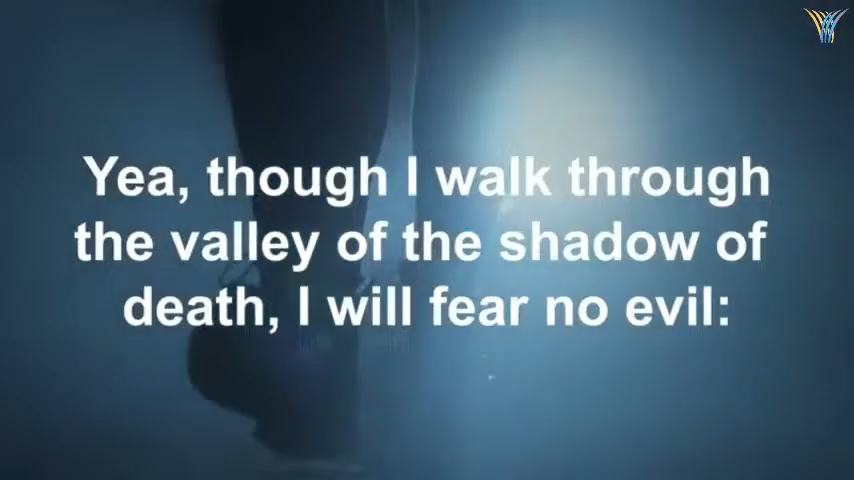 Yea, though I walk through
the valley of the shadow of
death, I will fear no evil: